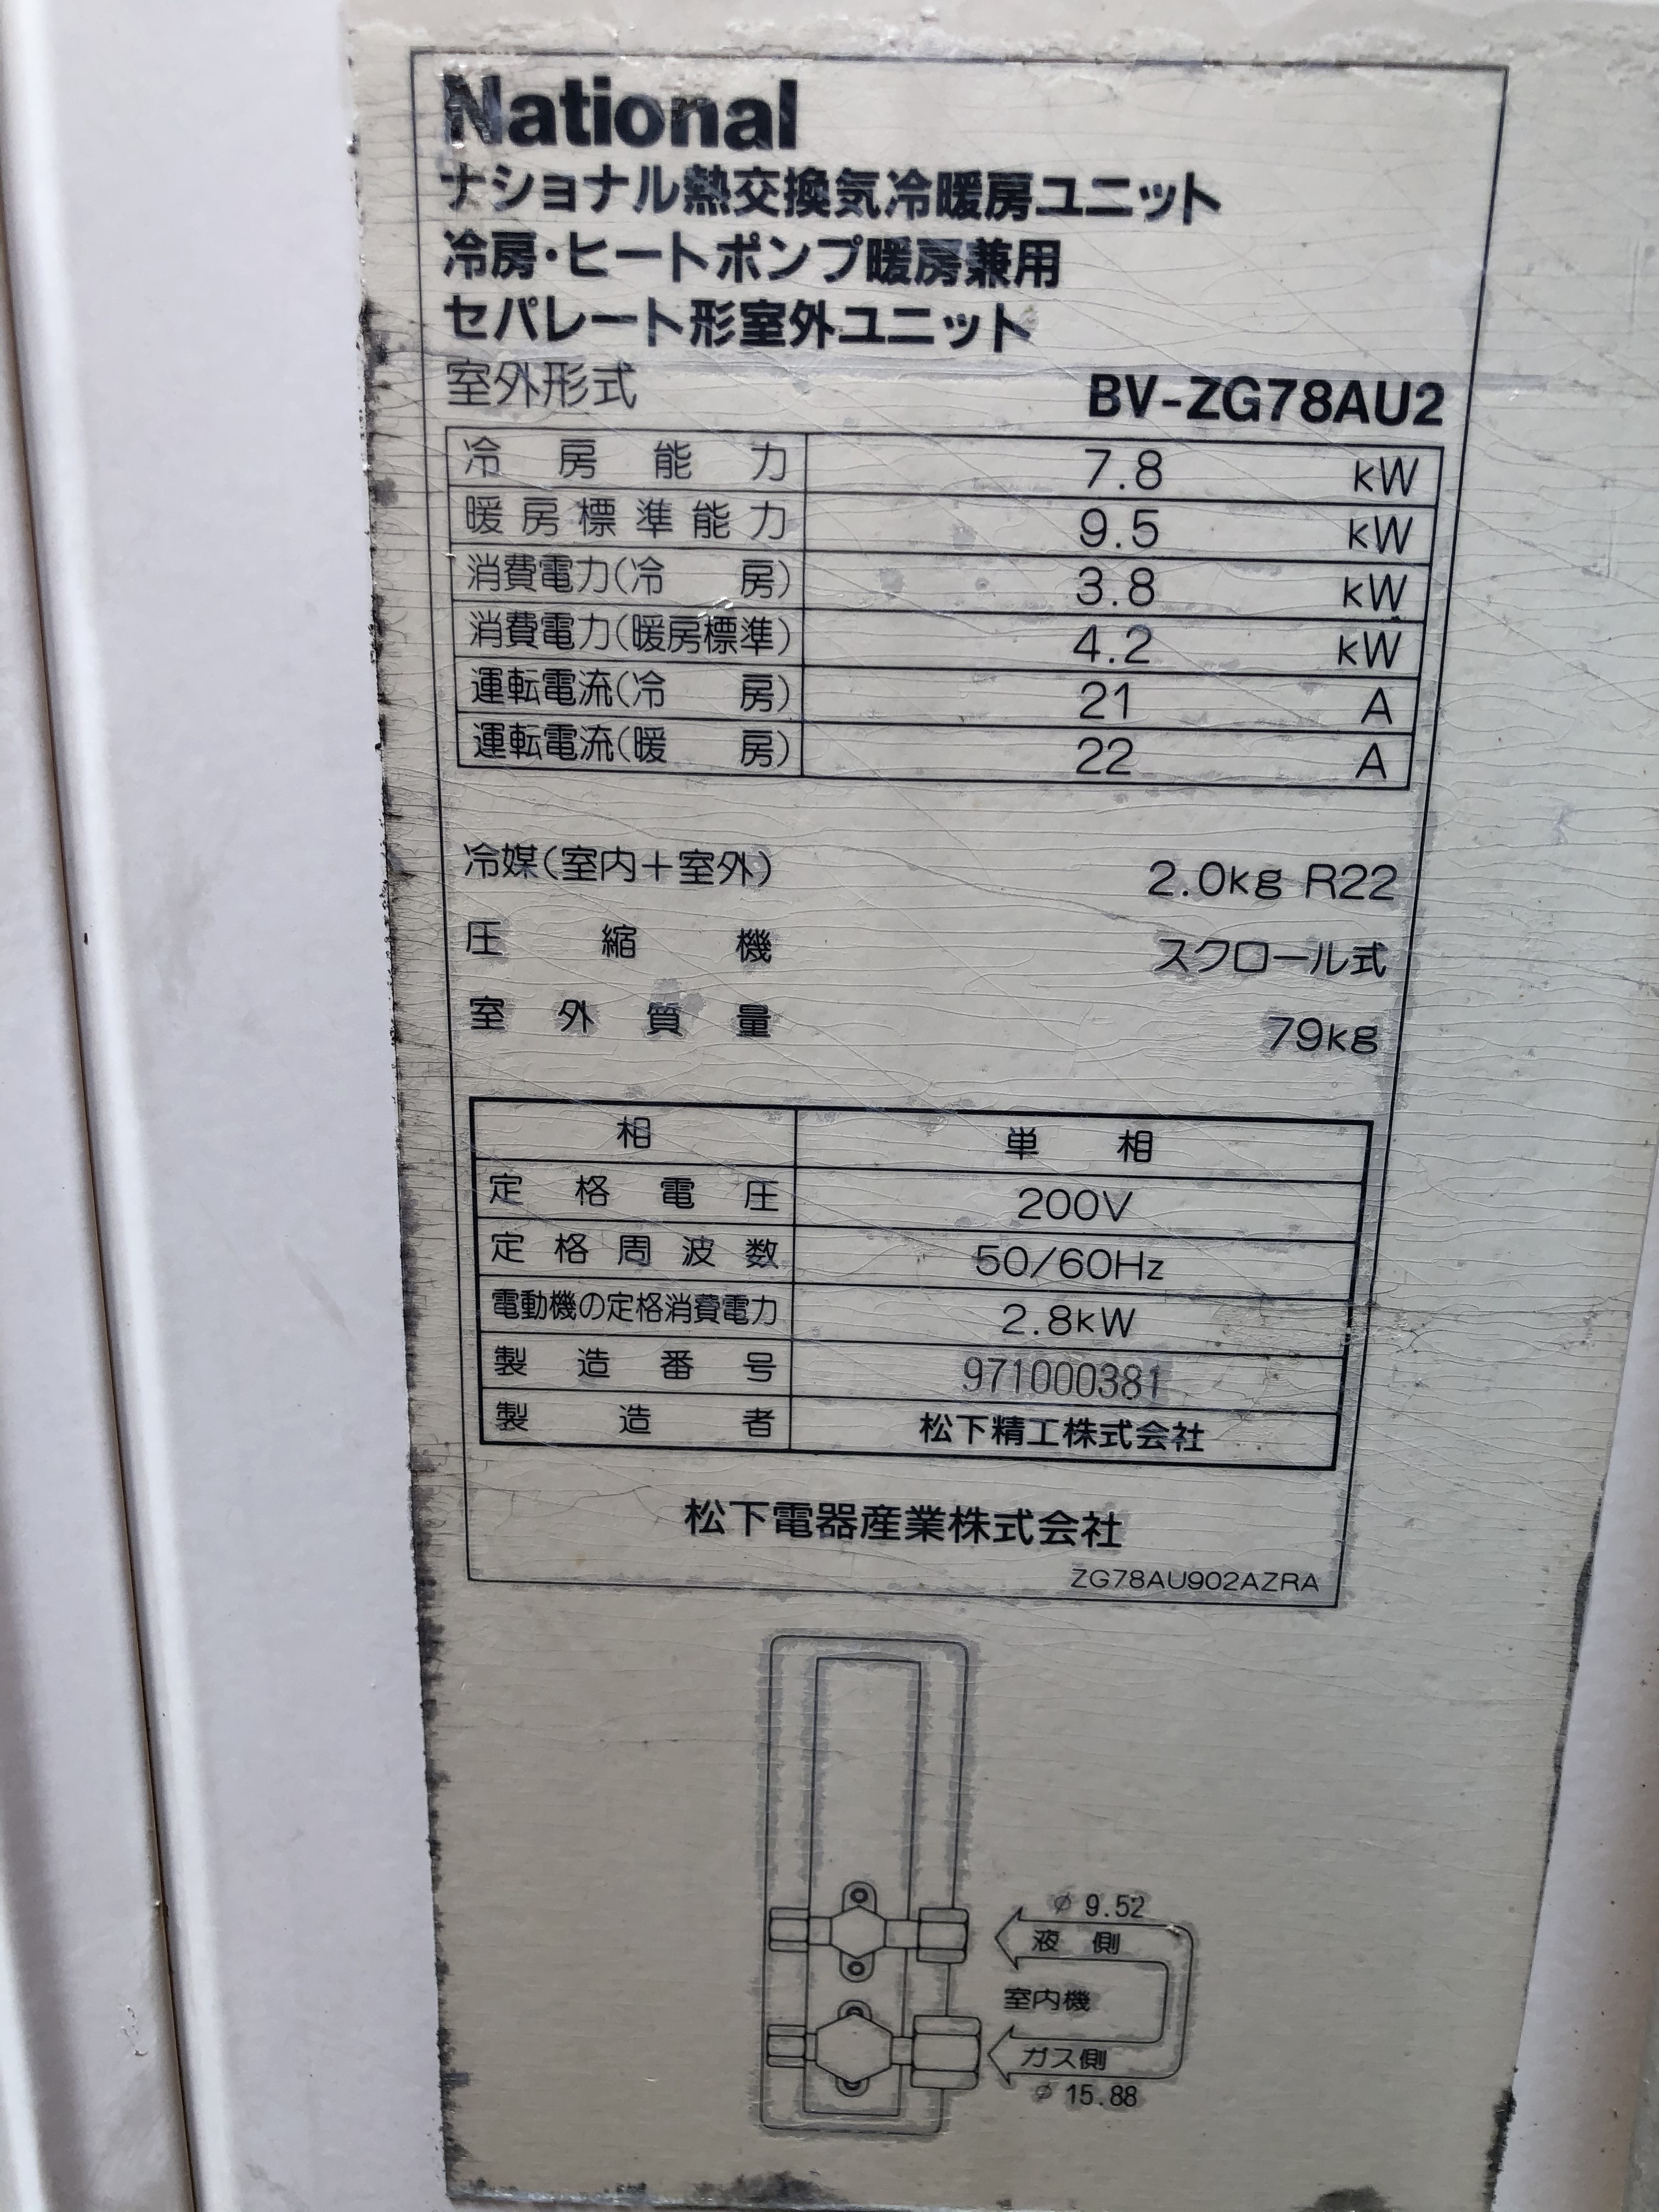 National
ナショナル熱交換気冷暖房ユニット
冷房・ヒートポンプ暖房兼用
セパレート形室外ユニット
室外形式 BV-ZG78AU2
冷房能力 7.8 kW
暖房標準能力 9.5 kW
消費電力(冷房) 3.8 kW
消費電力(暖房標準) 4.2 kW
運転電流(冷房) 21 A
運転電流(暖房) 22 A
冷媒(室内+室外) 2.0kg R22
圧縮機 スクロール式
室外質量 79kg
相 単相
定格電圧 200V
定格周波数 50/60Hz
電動機の定格消費電力 2.8kW
製造番号 971000381
製造者 松下精工株式会社
松下電器産業株式会社
ZG78AU902AZRA
φ 9.52
液側
室内機
ガス側
φ 15.88